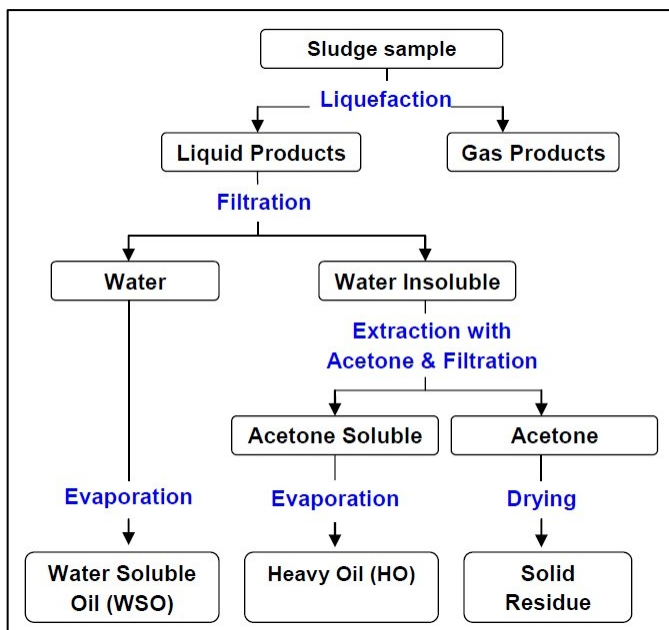 Sludge sample
Liquefaction
Liquid Products
Gas Products
Filtration
Water
Water Insoluble
Extraction with
Acetone & Filtration
Acetone Soluble
Acetone
Evaporation
Evaporation
Drying
Water Soluble
Oil (WSO)
Heavy Oil (HO)
Solid
Residue